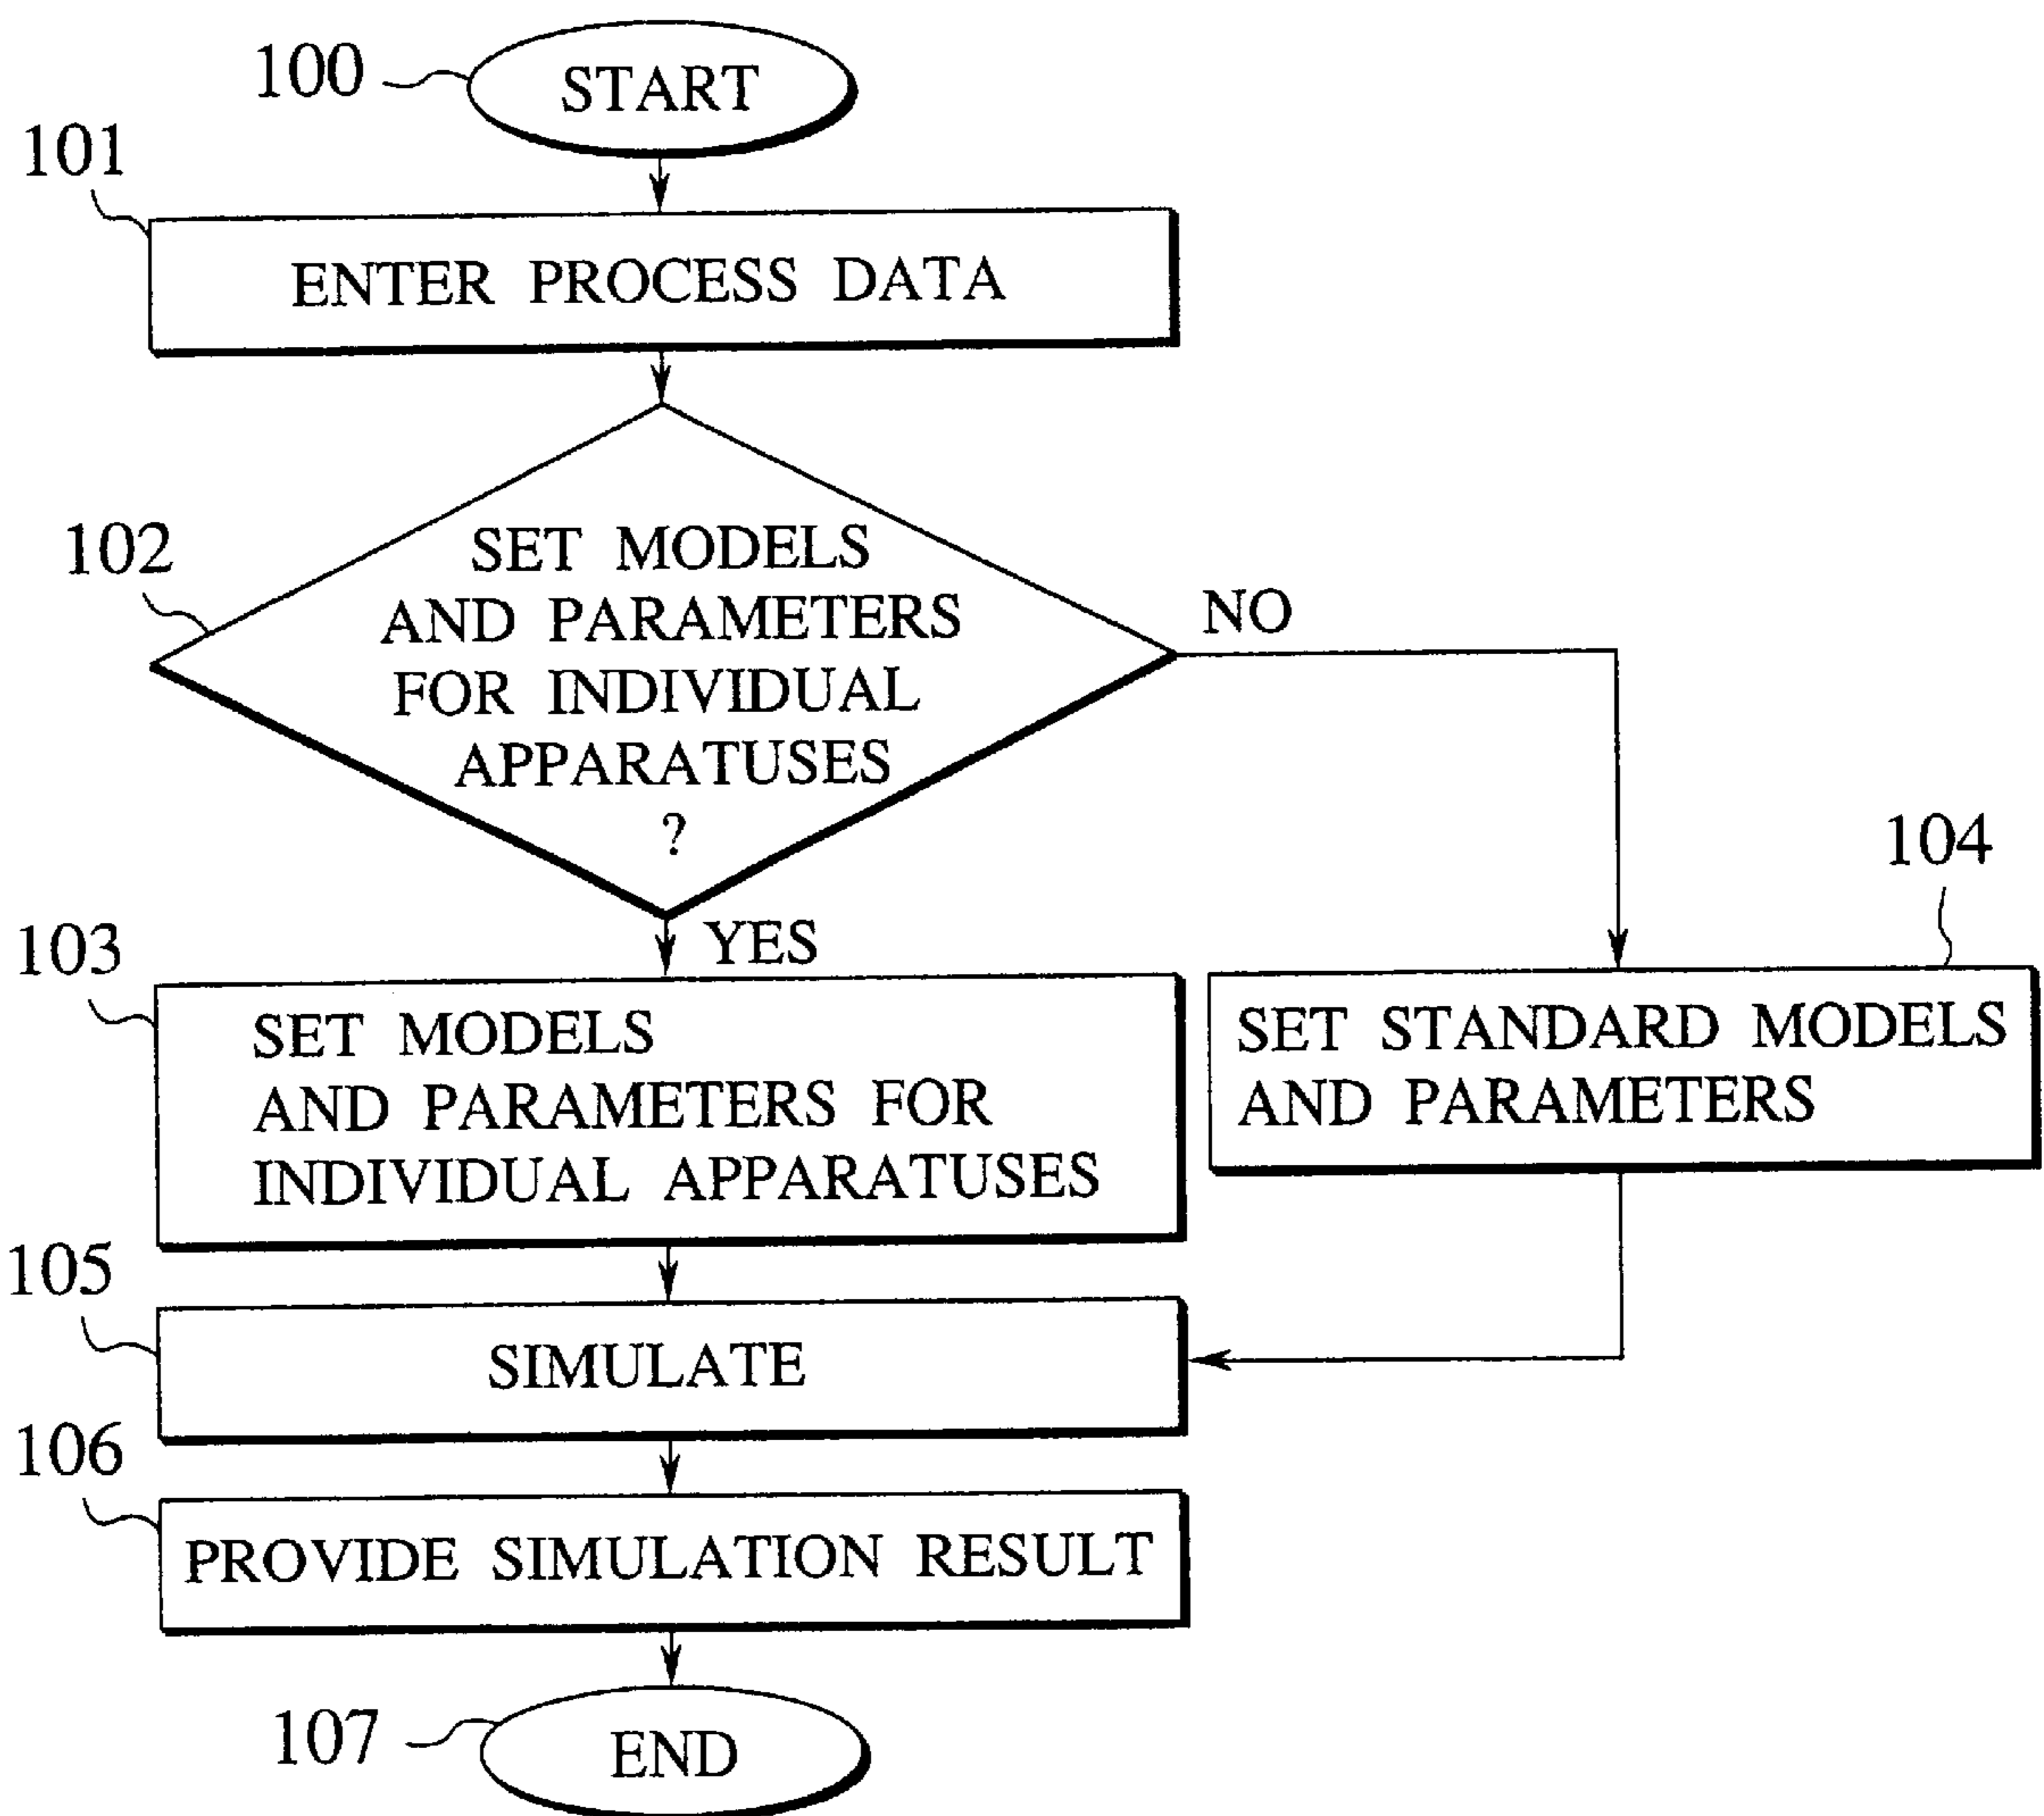 100
START
101
ENTER PROCESS DATA
102
SET MODELS
AND PARAMETERS
FOR INDIVIDUAL
APPARATUSES
?
NO
YES
103
SET MODELS
AND PARAMETERS FOR
INDIVIDUAL APPARATUSES
104
SET STANDARD MODELS
AND PARAMETERS
105
SIMULATE
106
PROVIDE SIMULATION RESULT
107
END